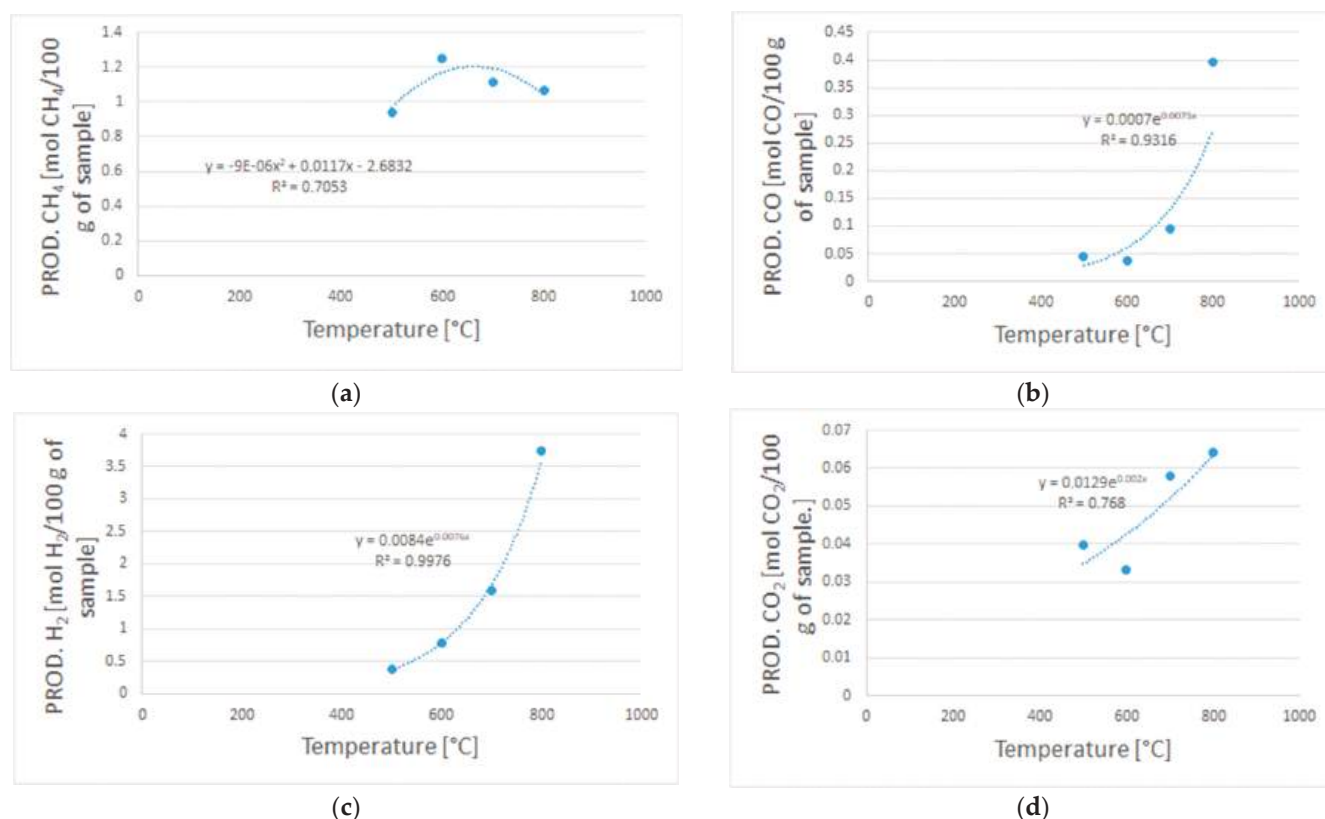 PROD. CH₄ [mol CH₄/100
g of sample]
1.4
1.2
1
0.8
0.6
0.4
0.2
0
y = -9E-06x² + 0.0117x - 2.6832
R² = 0.7053
0 200 400 600 800 1000
Temperature [°C]
(a)
PROD. CO [mol CO/100 g
of sample]
0.45
0.4
0.35
0.3
0.25
0.2
0.15
0.1
0.05
0
R² = 0.9316
0 200 400 600 800 1000
Temperature [°C]
(b)
PROD. H₂ [mol H₂/100 g of
sample]
4
3.5
3
2.5
2
1.5
1
0.5
0
R² = 0.9976
0 200 400 600 800 1000
Temperature [°C]
(c)
PROD. CO₂ [mol CO₂/100
g of sample.]
0.07
0.06
0.05
0.04
0.03
0.02
0.01
0
y = 0.0129e^0.002x
R² = 0.768
0 200 400 600 800 1000
Temperature [°C]
(d)